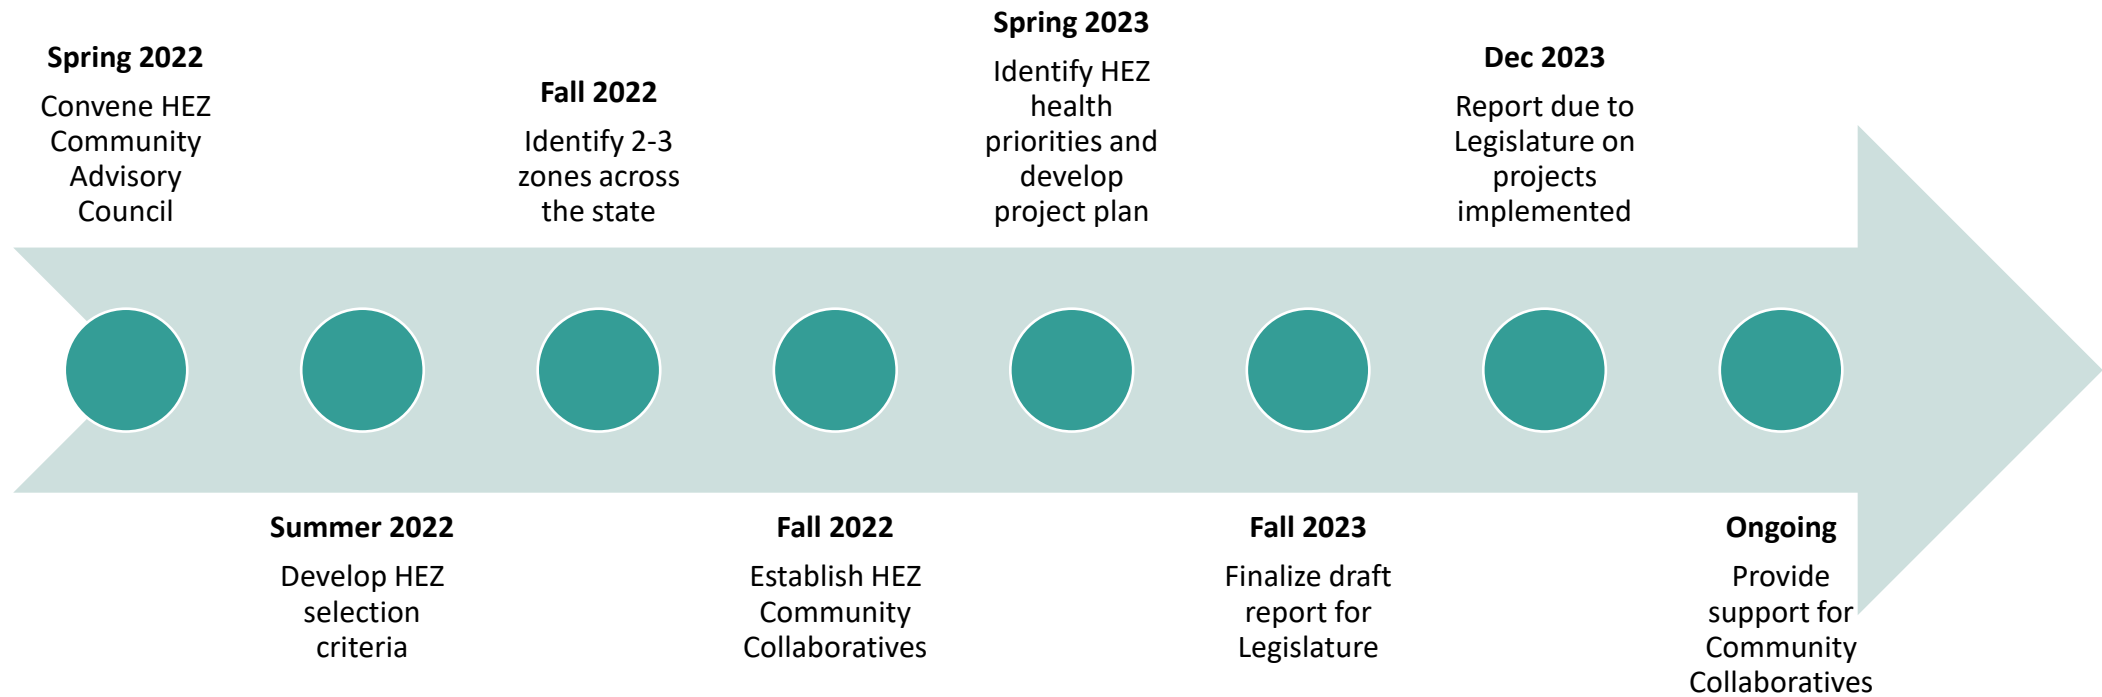 Spring 2022
Convene HEZ
Community
Advisory
Council
Summer 2022
Develop HEZ
selection
criteria
Fall 2022
Identify 2-3
zones across
the state
Fall 2022
Establish HEZ
Community
Collaboratives
Spring 2023
Identify HEZ
health
priorities and
develop
project plan
Fall 2023
Finalize draft
report for
Legislature
Dec 2023
Report due to
Legislature on
projects
implemented
Ongoing
Provide
support for
Community
Collaboratives